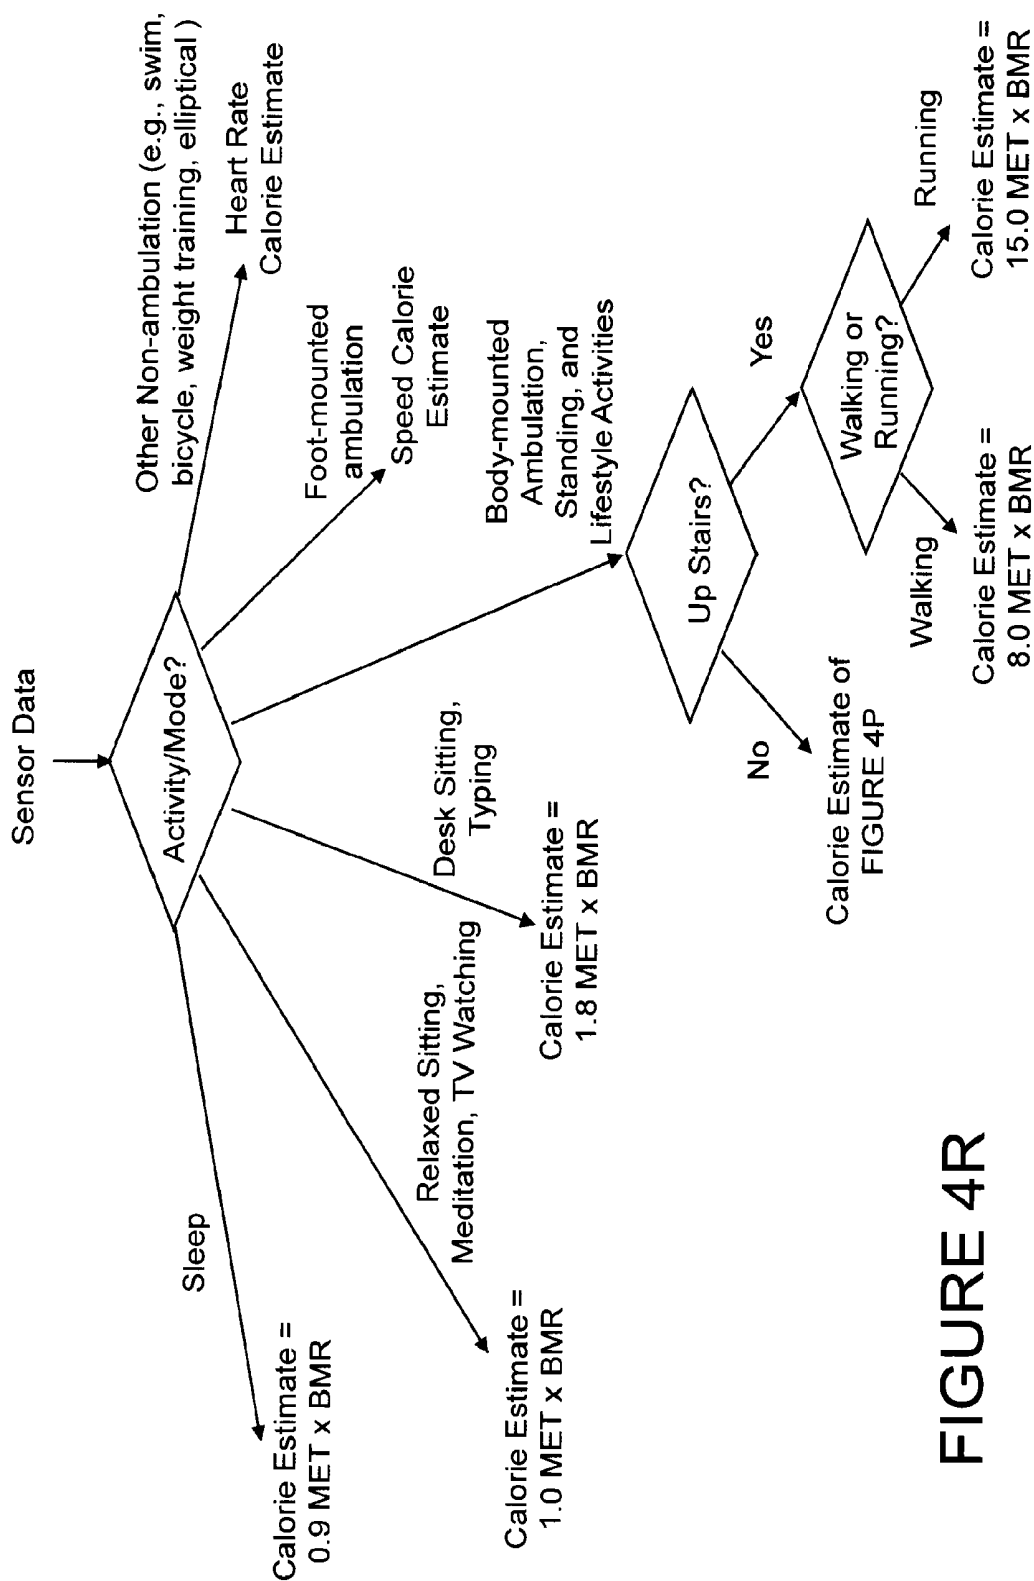 Sensor Data
Activity/Mode?
Sleep
Calorie Estimate =
0.9 MET x BMR
Relaxed Sitting,
Meditation, TV Watching
Calorie Estimate =
1.0 MET x BMR
Desk Sitting,
Typing
Calorie Estimate =
1.8 MET x BMR
Body-mounted
Ambulation,
Standing, and
Lifestyle Activities
Foot-mounted
ambulation
Speed Calorie
Estimate
Other Non-ambulation (e.g., swim,
bicycle, weight training, elliptical )
Heart Rate
Calorie Estimate
Up Stairs?
No
Calorie Estimate of
FIGURE 4P
Yes
Walking or
Running?
Walking
Calorie Estimate =
8.0 MET x BMR
Running
Calorie Estimate =
15.0 MET x BMR
FIGURE 4R